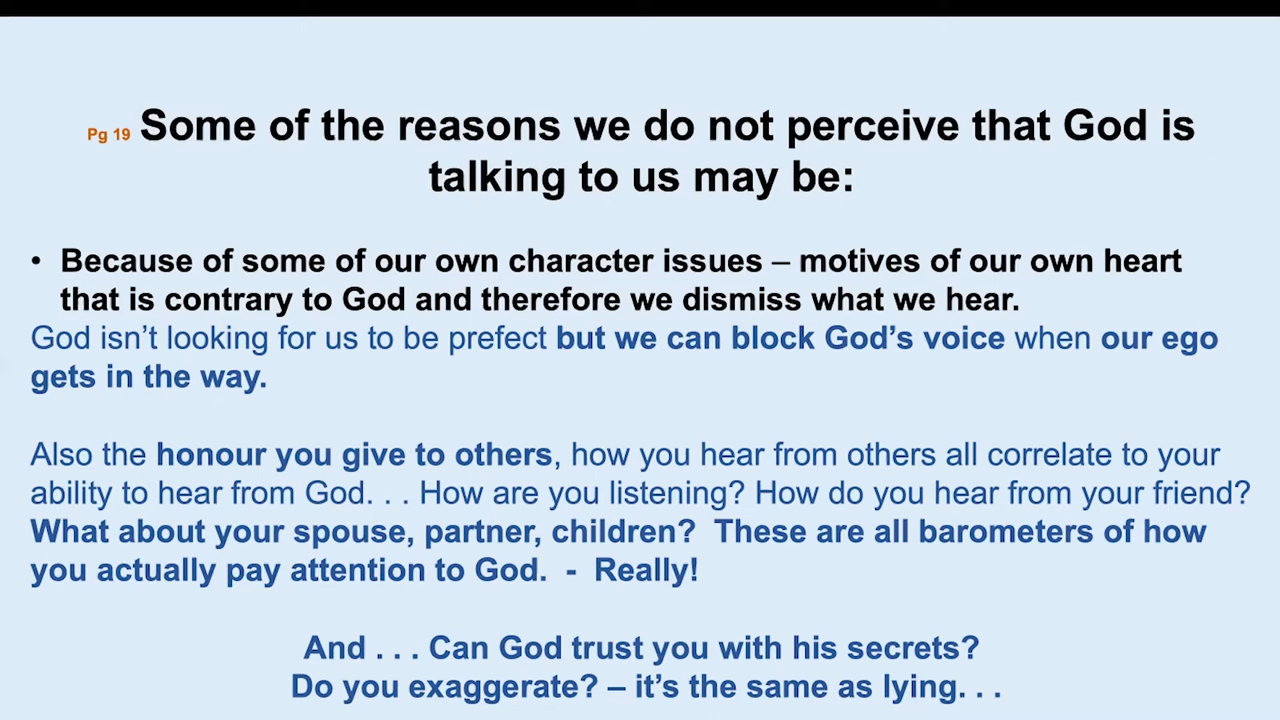 Pg 19 Some of the reasons we do not perceive that God is
talking to us may be:
• Because of some of our own character issues – motives of our own heart
that is contrary to God and therefore we dismiss what we hear.
God isn’t looking for us to be prefect but we can block God’s voice when our ego
gets in the way.
Also the honour you give to others, how you hear from others all correlate to your
ability to hear from God. . . How are you listening? How do you hear from your friend?
What about your spouse, partner, children?  These are all barometers of how
you actually pay attention to God.  -  Really!
And . . . Can God trust you with his secrets?
Do you exaggerate? – it’s the same as lying. . .